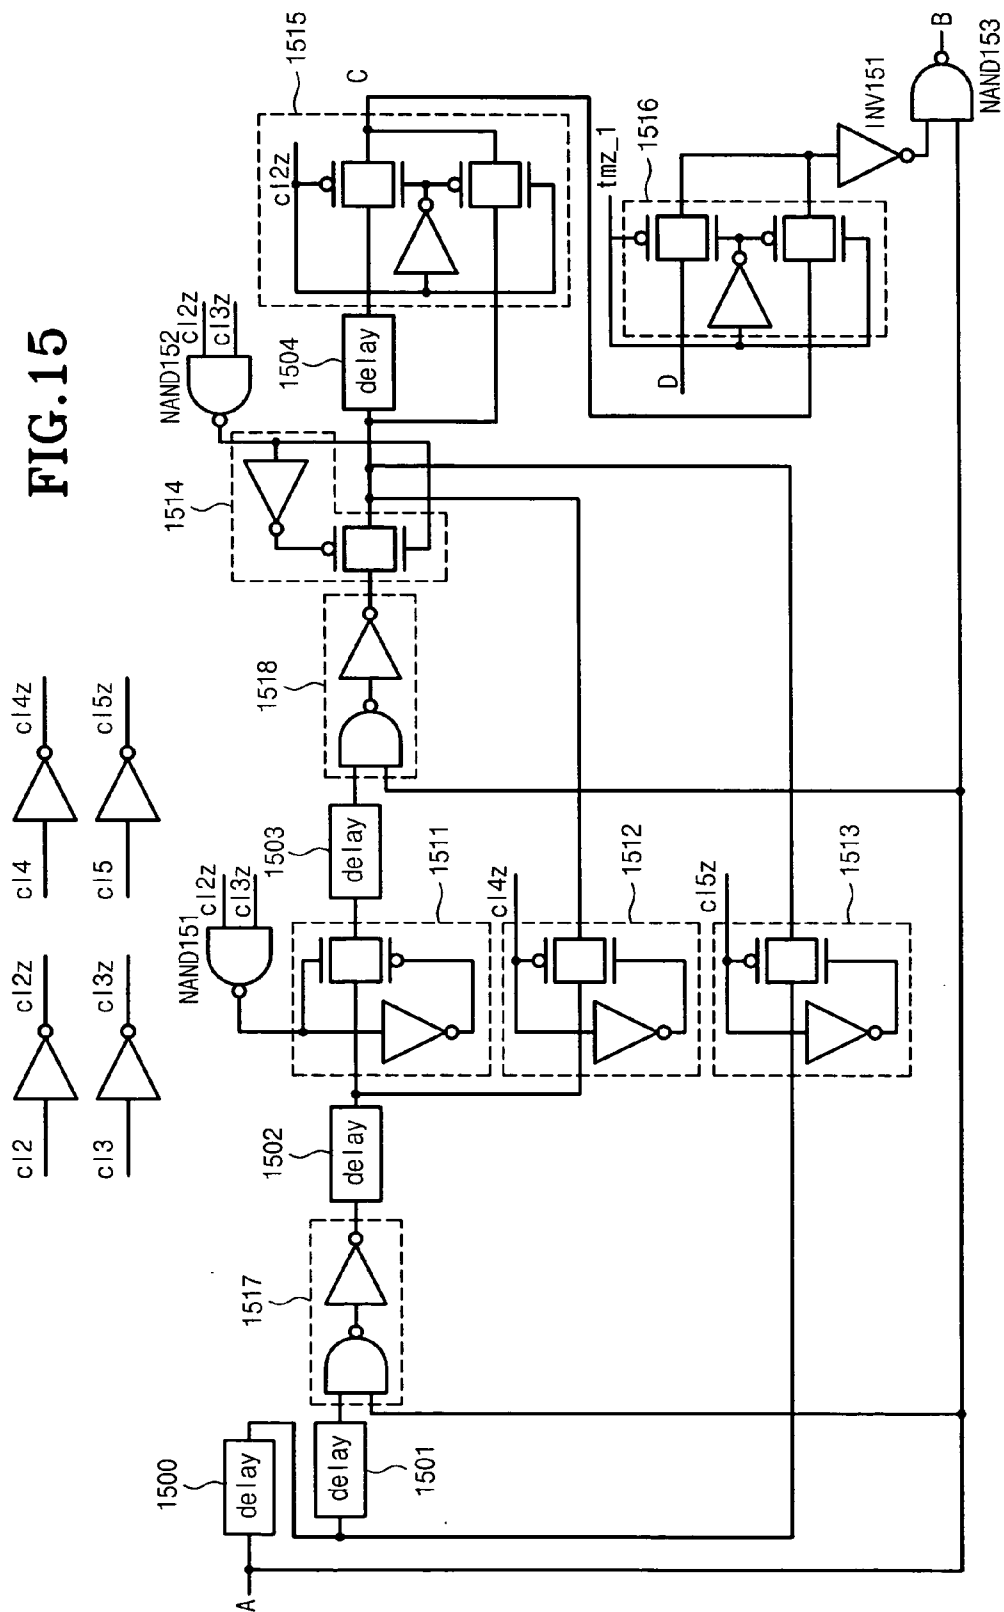 FIG.15
cl2
cl2z
cl4
cl4z
cl3
cl3z
cl5
cl5z
A
1500
delay
delay
1501
1517
1502
delay
NAND151
cl2z
cl3z
1511
1503
delay
cl4z
1512
cl5z
1513
1518
1514
NAND152
cl2z
cl3z
1504
delay
cl2z
1515
C
D
tmz_1
1516
INV151
NAND153
B